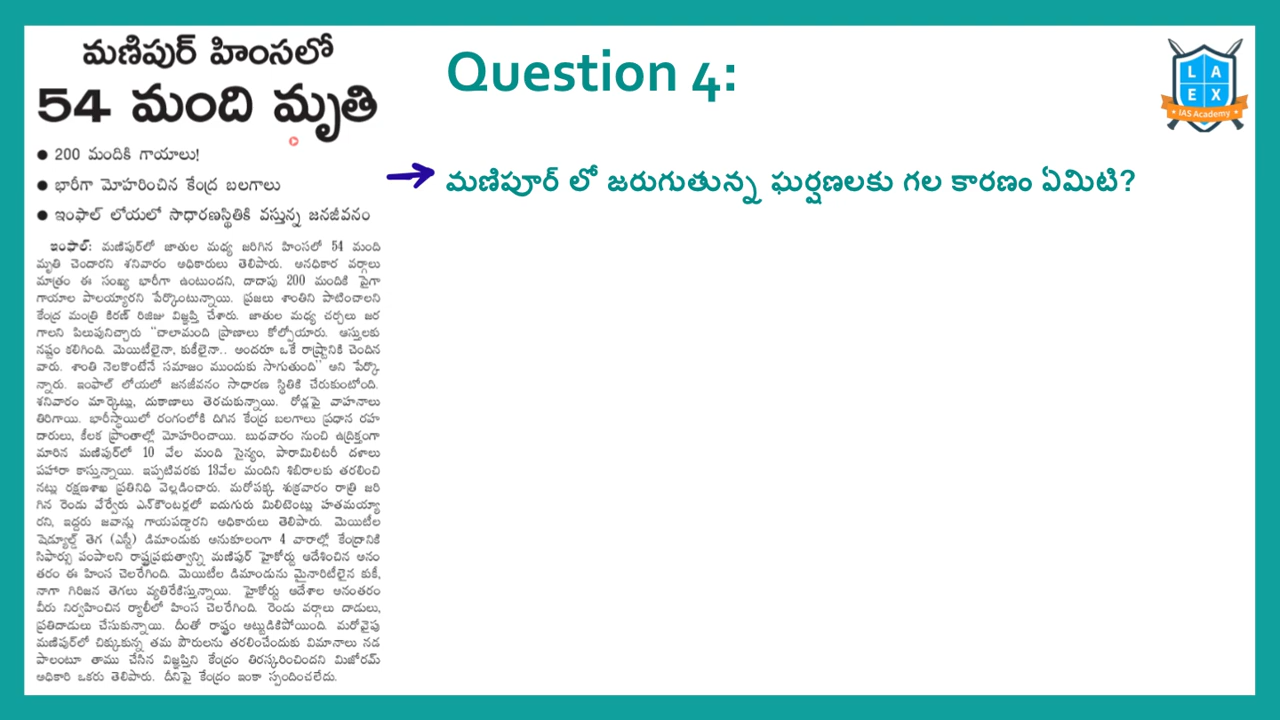 మణిపుర్ హింసలో
54 మంది మృతి
● 200 మందికి గాయాలు!
● భారీగా మోహరించిన కేంద్ర బలగాలు
● ఇంఫాల్ లోయలో సాధారణస్థితికి వస్తున్న జనజీవనం
ఇంఫాల్: మణిపుర్‌లో జాతుల మధ్య జరిగిన హింసలో 54 మంది
మృతి చెందారని శనివారం అధికారులు తెలిపారు. అనధికార వర్గాలు
మాత్రం ఈ సంఖ్య భారీగా ఉంటుందని, దాదాపు 200 మందికి పైగా
గాయాల పాలయ్యారని పేర్కొంటున్నాయి. ప్రజలు శాంతిని పాటించాలని
కేంద్ర మంత్రి కిరణ్ రిజిజు విజ్ఞప్తి చేశారు. జాతుల మధ్య చర్చలు జర
గాలని పిలుపునిచ్చారు ‘‘చాలామంది ప్రాణాలు కోల్పోయారు. ఆస్తులకు
నష్టం కలిగింది. మెయిటీలైనా, కుకీలైనా.. అందరూ ఒకే రాష్ట్రానికి చెందిన
వారు. శాంతి నెలకొంటేనే సమాజం ముందుకు సాగుతుంది’’ అని పేర్కొ
న్నారు. ఇంఫాల్ లోయలో జనజీవనం సాధారణ స్థితికి చేరుకుంటోంది.
శనివారం మార్కెట్లు, దుకాణాలు తెరచుకున్నాయి. రోడ్లపై వాహనాలు
తిరిగాయి. భారీస్థాయిలో రంగంలోకి దిగిన కేంద్ర బలగాలు ప్రధాన రహ
దారులు, కీలక ప్రాంతాల్లో మోహరించాయి. బుధవారం నుంచి ఉద్రిక్తంగా
మారిన మణిపుర్‌లో 10 వేల మంది సైన్యం, పారామిలిటరీ దళాలు
పహారా కాస్తున్నాయి. ఇప్పటివరకు 13వేల మందిని శిబిరాలకు తరలించి
నట్లు రక్షణశాఖ ప్రతినిధి వెల్లడించారు. మరోపక్క శుక్రవారం రాత్రి జరి
గిన రెండు వేర్వేరు ఎన్‌కౌంటర్లలో ఐదుగురు మిలిటెంట్లు హతమయ్యా
రని, ఇద్దరు జవాన్లు గాయపడ్డారని అధికారులు తెలిపారు. మెయిటీల
షెడ్యూల్డ్ తెగ (ఎస్టీ) డిమాండుకు అనుకూలంగా 4 వారాల్లో కేంద్రానికి
సిఫార్సు పంపాలని రాష్ట్రప్రభుత్వాన్ని మణిపుర్ హైకోర్టు ఆదేశించిన అనం
తరం ఈ హింస చెలరేగింది. మెయిటీల డిమాండును మైనారిటీలైన కుకీ,
నాగా గిరిజన తెగలు వ్యతిరేకిస్తున్నాయి. హైకోర్టు ఆదేశాల అనంతరం
వీరు నిర్వహించిన ర్యాలీలో హింస చెలరేగింది. రెండు వర్గాలు దాడులు,
ప్రతిదాడులు చేసుకున్నాయి. దీంతో రాష్ట్రం అట్టుడికిపోయింది. మరోవైపు
మణిపుర్‌లో చిక్కుకున్న తమ పౌరులను తరలించేందుకు విమానాలు నడ
పాలంటూ తాము చేసిన విజ్ఞప్తిని కేంద్రం తిరస్కరించిందని మిజోరమ్
అధికారి ఒకరు తెలిపారు. దీనిపై కేంద్రం ఇంకా స్పందించలేదు.
Question 4:
మణిపూర్ లో జరుగుతున్న ఘర్షణలకు గల కారణం ఏమిటి?
L A
E X
IAS Academy